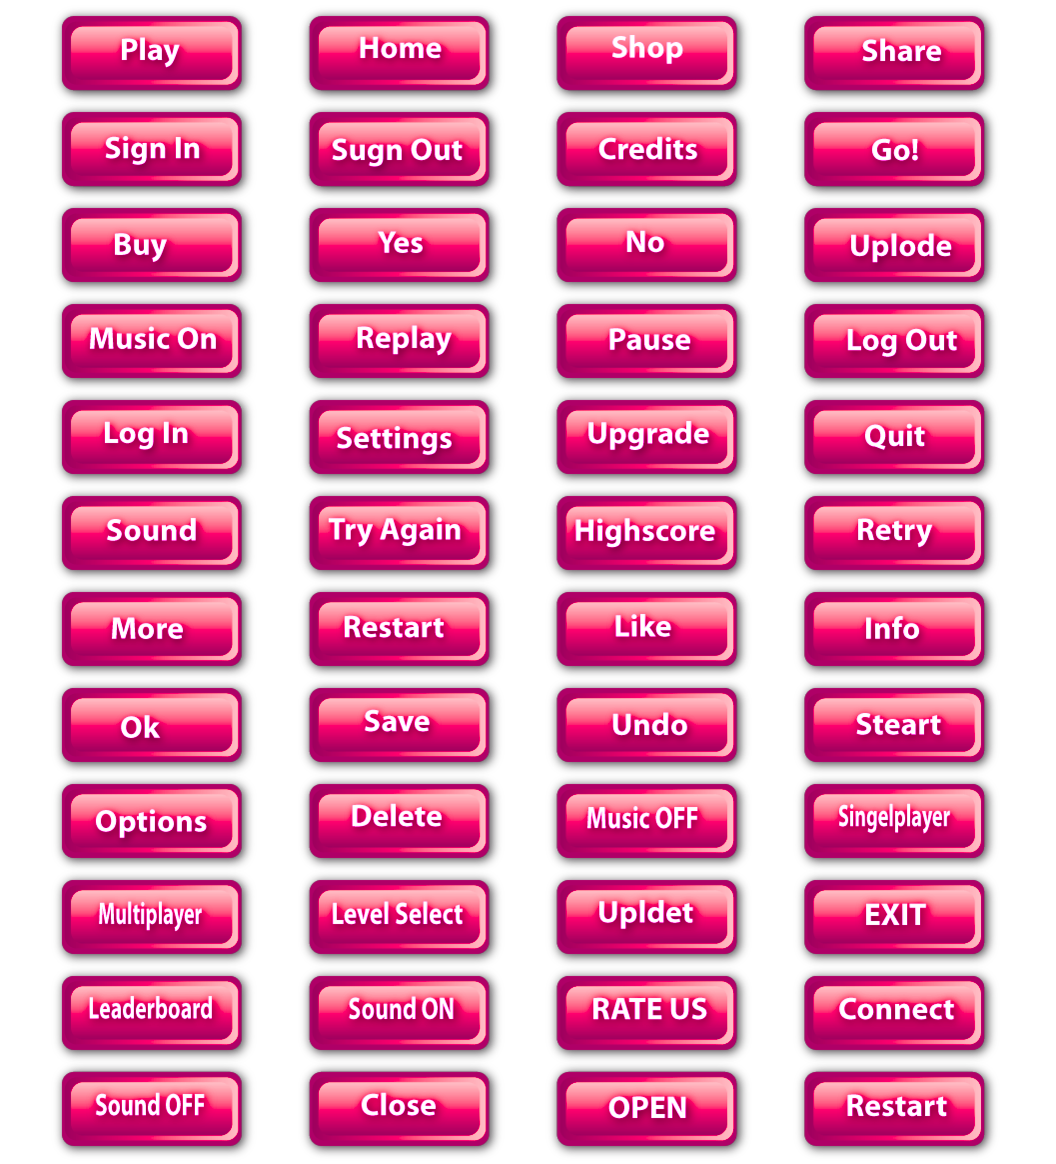 Play
Home
Shop
Share
Sign In
Sugn Out
Credits
Go!
Buy
Yes
No
Uplode
Music On
Replay
Pause
Log Out
Log In
Settings
Upgrade
Quit
Sound
Try Again
Highscore
Retry
More
Restart
Like
Info
Ok
Save
Undo
Steart
Options
Delete
Music OFF
Singelplayer
Multiplayer
Level Select
Upldet
EXIT
Leaderboard
Sound ON
RATE US
Connect
Sound OFF
Close
OPEN
Restart